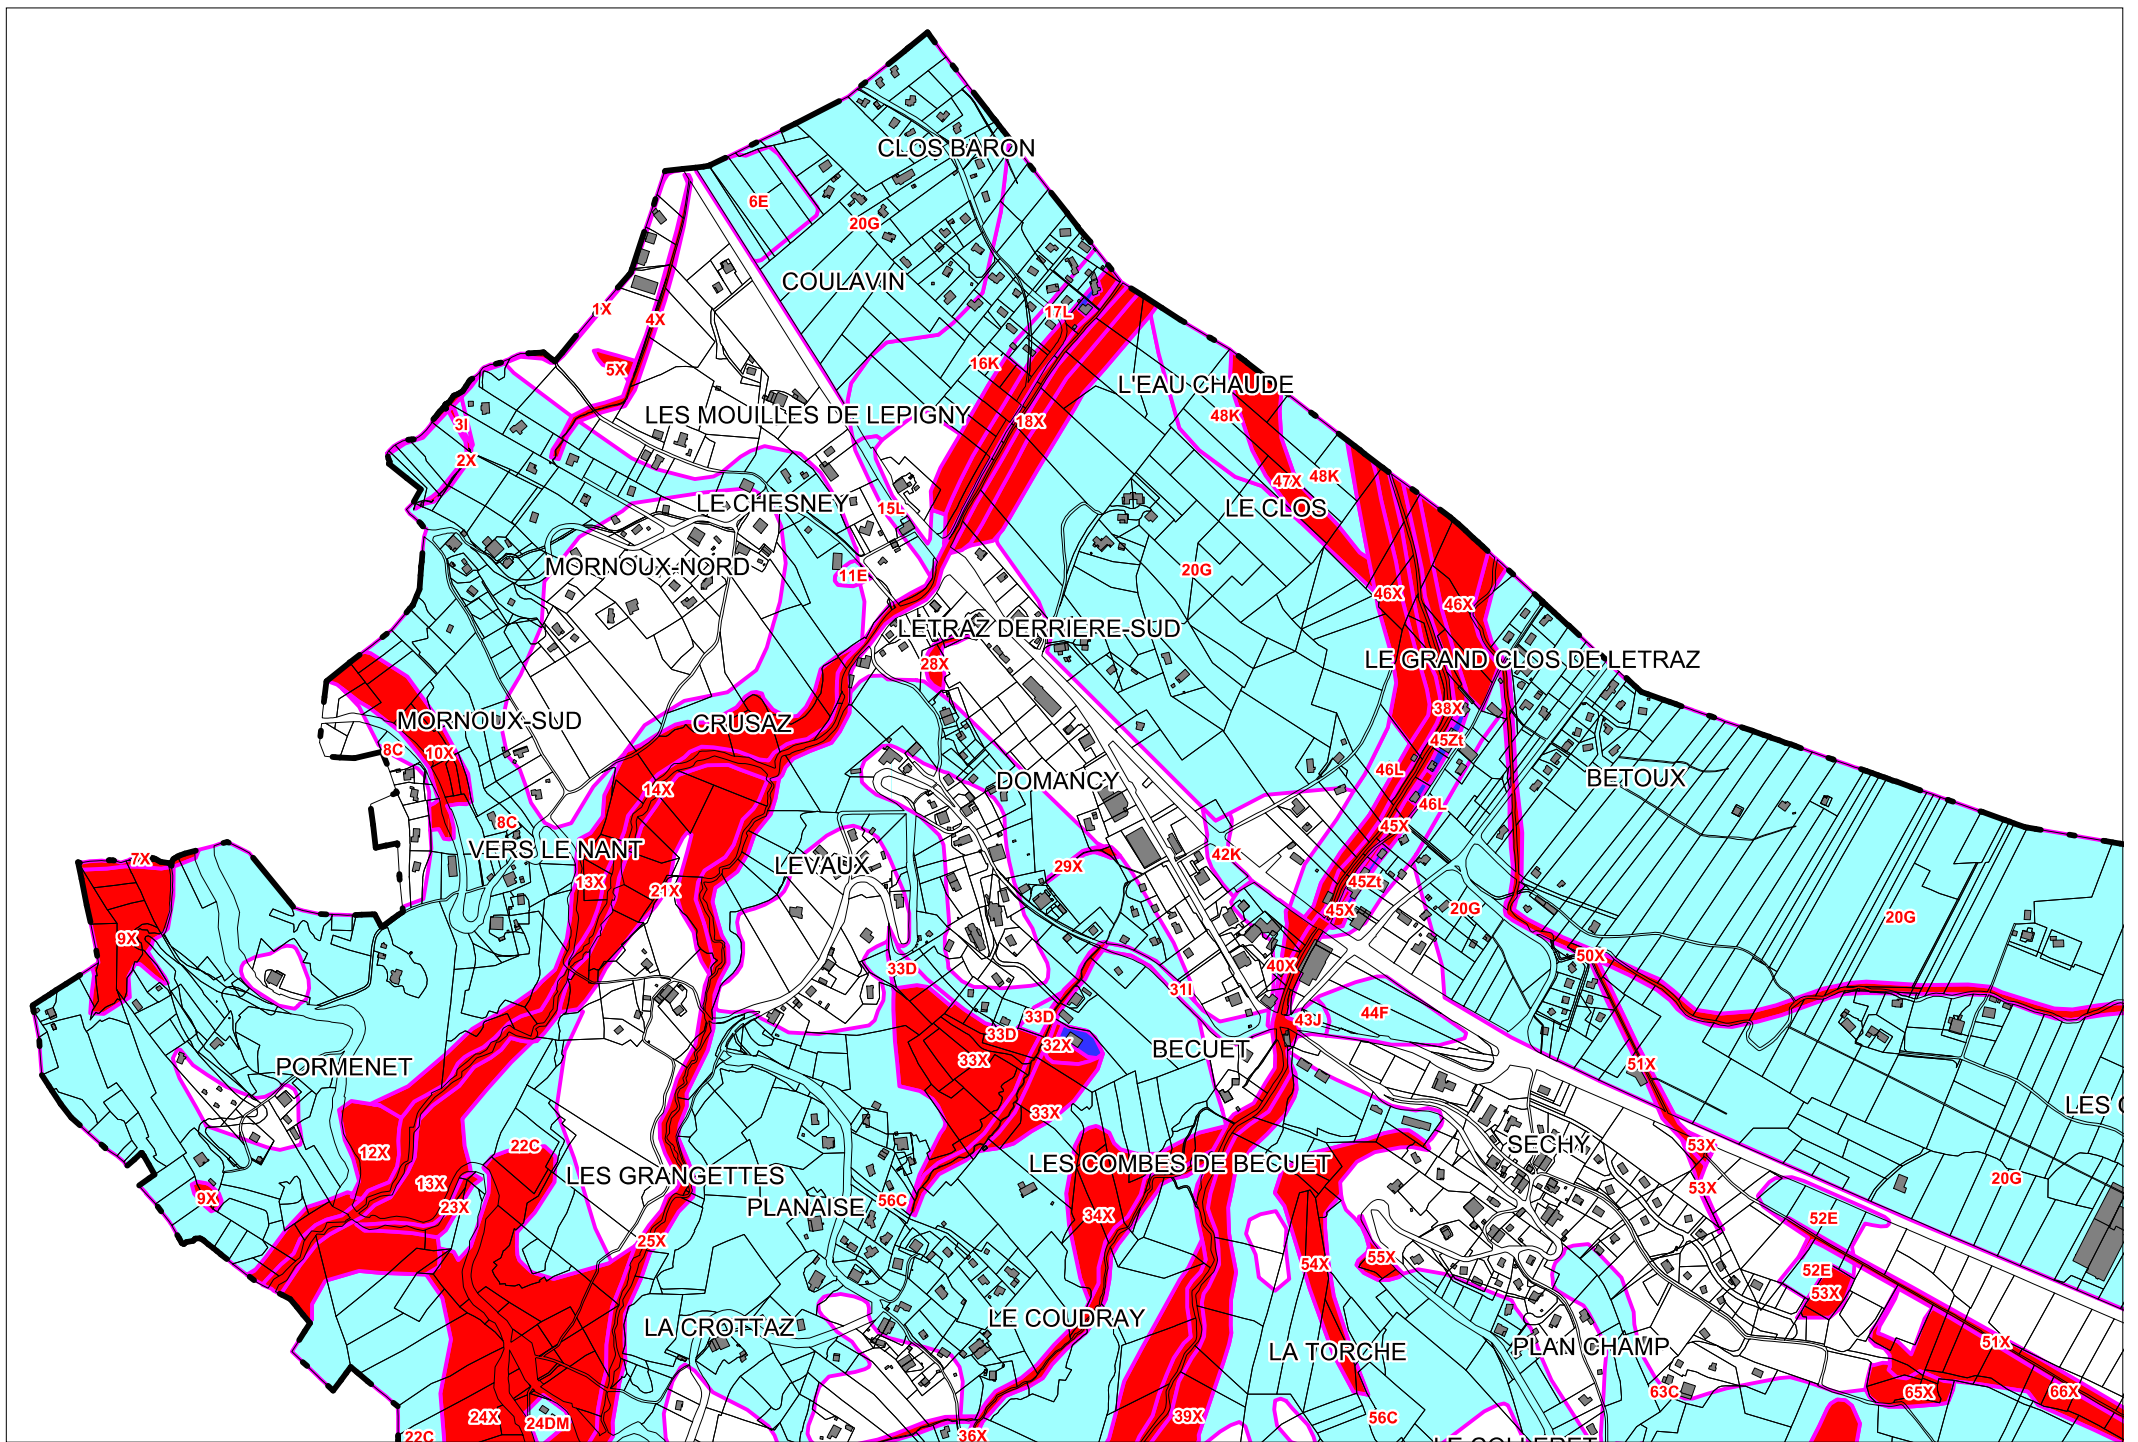 CLOS BARON
6E
20G
COULAVIN
1X
4X
17L
5X
16K
L'EAU CHAUDE
48K
LES MOUILLES DE LEPIGNY
18X
3I
2X
47X
48K
LE CHESNEY
15L
LE CLOS
MORNOUX-NORD
11E
20G
46X
46X
LETRAZ DERRIERE-SUD
28X
LE GRAND CLOS DE LETRAZ
MORNOUX-SUD
CRUSAZ
38X
8C
10X
45Zt
46L
DOMANCY
BETOUX
14X
46L
8C
45X
VERS LE NANT
42K
7X
LEVAUX
29X
13X
21X
45Zt
45X
20G
20G
9X
50X
33D
40X
31I
44F
33D
43J
33D
32X
BECUET
PORMENET
33X
51X
LES
33X
12X
22C
SECHY
53X
LES COMBES DE BECUET
LES GRANGETTES
13X
53X
20G
9X
23X
PLANAISE
56C
34X
52E
25X
55X
54X
52E
53X
LE COUDRAY
LA CROTTAZ
PLAN CHAMP
51X
LA TORCHE
63C
65X
66X
24X
24DM
39X
56C
22C
36X
LE COLLERET